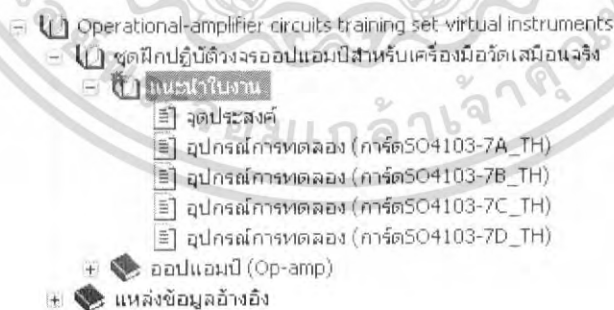 Operational-amplifier circuits training set virtual instruments
ชุดฝึกปฏิบัติวงจรออปแอมป์สำหรับเครื่องมือวัดเสมือนจริง
แนะนำใบงาน
จุดประสงค์
อุปกรณ์การทดลอง (การ์ดSO4103-7A_TH)
อุปกรณ์การทดลอง (การ์ดSO4103-7B_TH)
อุปกรณ์การทดลอง (การ์ดSO4103-7C_TH)
อุปกรณ์การทดลอง (การ์ดSO4103-7D_TH)
ออปแอมป์ (Op-amp)
แหล่งข้อมูลอ้างอิง